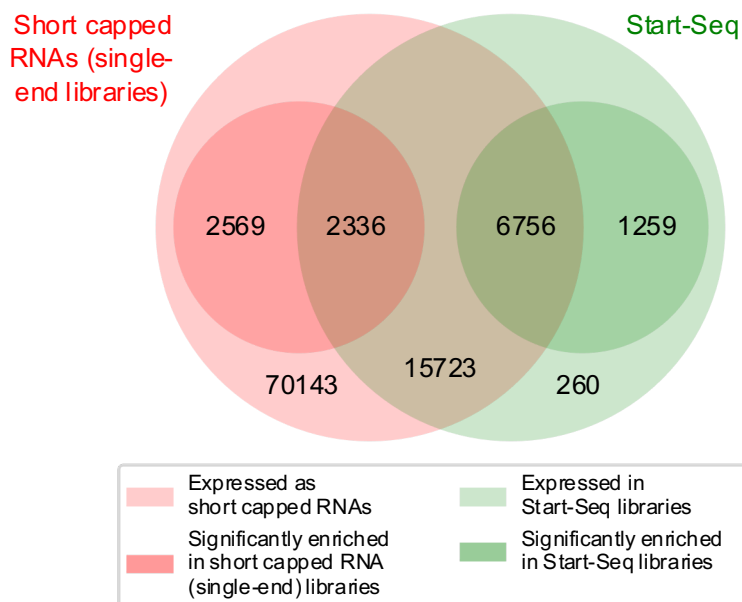 Short capped
RNAs (single-
end libraries)
Start-Seq
2569
2336
6756
1259
70143
15723
260
Expressed as
short capped RNAs
Significantly enriched
in short capped RNA
(single-end) libraries
Expressed in
Start-Seq libraries
Significantly enriched
in Start-Seq libraries